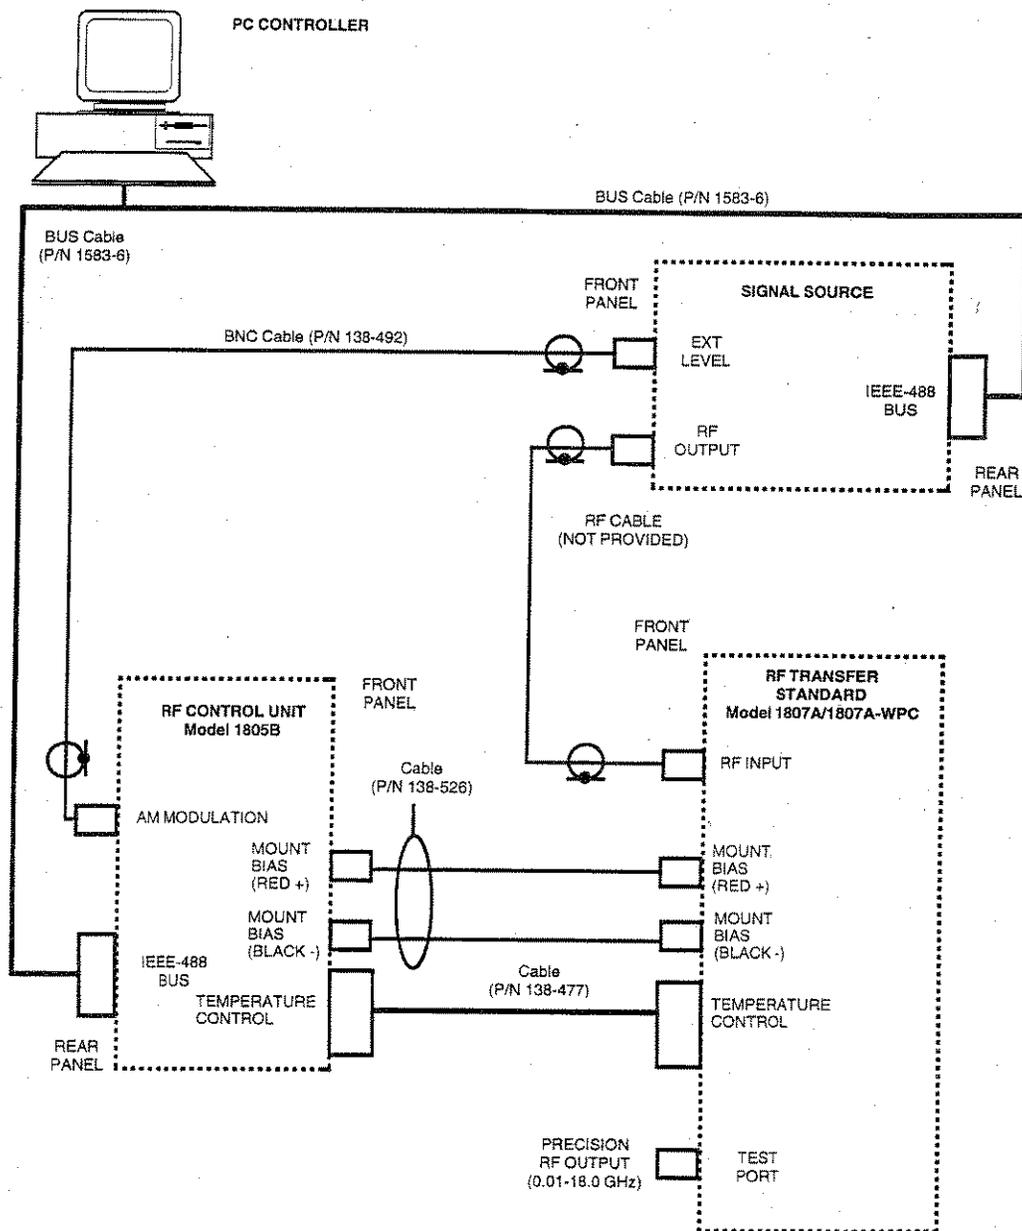 PC CONTROLLER
BUS Cable (P/N 1583-6)
BUS Cable
(P/N 1583-6)
FRONT
PANEL
SIGNAL SOURCE
BNC Cable (P/N 138-492)
EXT
LEVEL
IEEE-488
BUS
RF
OUTPUT
REAR
PANEL
RF CABLE
(NOT PROVIDED)
FRONT
PANEL
RF TRANSFER
STANDARD
Model 1807A/1807A-WPC
FRONT
PANEL
RF CONTROL UNIT
Model 1805B
RF INPUT
Cable
(P/N 138-526)
AM MODULATION
MOUNT
BIAS
(RED +)
MOUNT
BIAS
(RED +)
MOUNT
BIAS
(BLACK -)
MOUNT
BIAS
(BLACK -)
IEEE-488
BUS
Cable
(P/N 138-477)
TEMPERATURE
CONTROL
TEMPERATURE
CONTROL
REAR
PANEL
PRECISION
RF OUTPUT
(0.01-18.0 GHz)
TEST
PORT